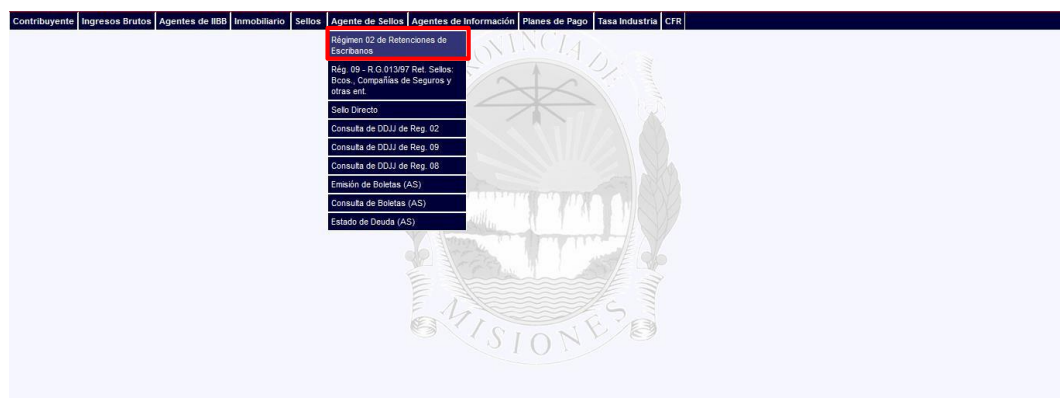 Contribuyente Ingresos Brutos Agentes de IIBB Inmobiliario Sellos Agente de Sellos Agentes de Información Planes de Pago Tasa Industria CFR
Régimen 02 de Retenciones de
Escribanos
Rég. 09 - R.G.013/97 Ret. Sellos:
Bcos., Compañías de Seguros y
otras ent.
Sello Directo
Consulta de DDJJ de Reg. 02
Consulta de DDJJ de Reg. 09
Consulta de DDJJ de Reg. 08
Emisión de Boletas (AS)
Consulta de Boletas (AS)
Estado de Deuda (AS)
PROVINCIA DE
MISIONES